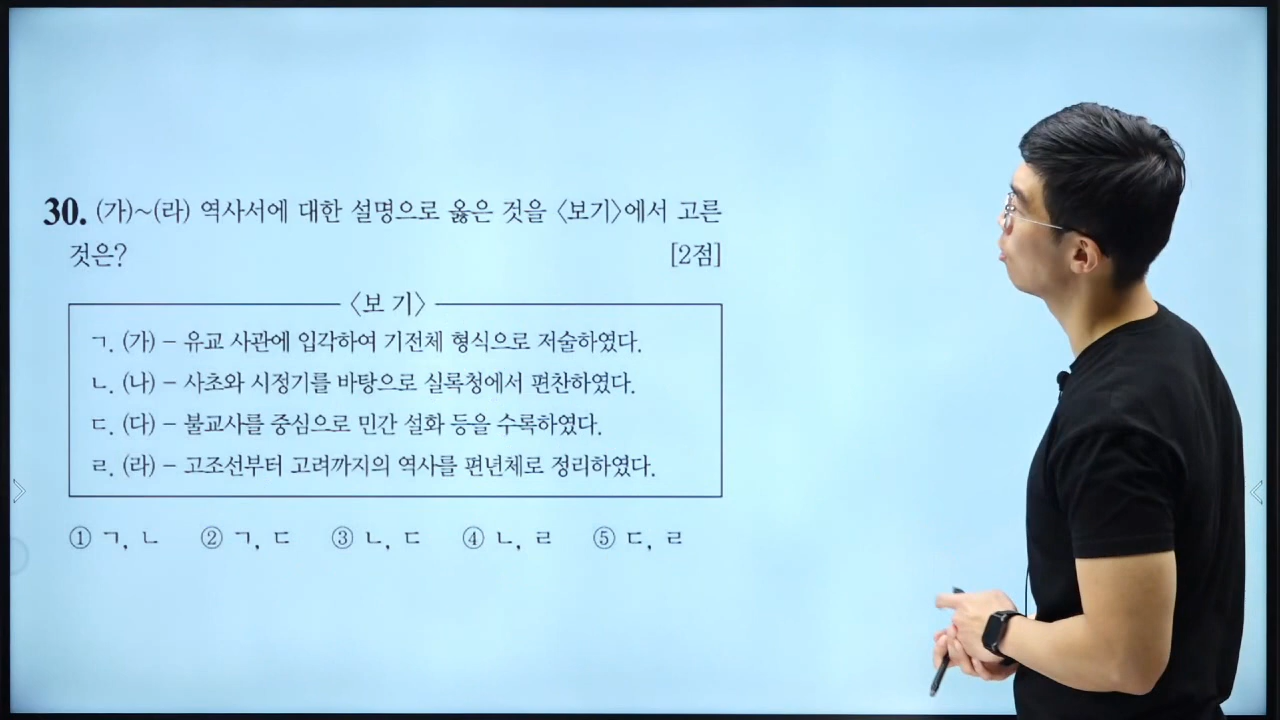 30. (가)~(라) 역사서에 대한 설명으로 옳은 것을 〈보기〉에서 고른
것은? [2점]
〈보 기〉
ㄱ. (가) – 유교 사관에 입각하여 기전체 형식으로 저술하였다.
ㄴ. (나) – 사초와 시정기를 바탕으로 실록청에서 편찬하였다.
ㄷ. (다) – 불교사를 중심으로 민간 설화 등을 수록하였다.
ㄹ. (라) – 고조선부터 고려까지의 역사를 편년체로 정리하였다.
① ㄱ, ㄴ ② ㄱ, ㄷ ③ ㄴ, ㄷ ④ ㄴ, ㄹ ⑤ ㄷ, ㄹ